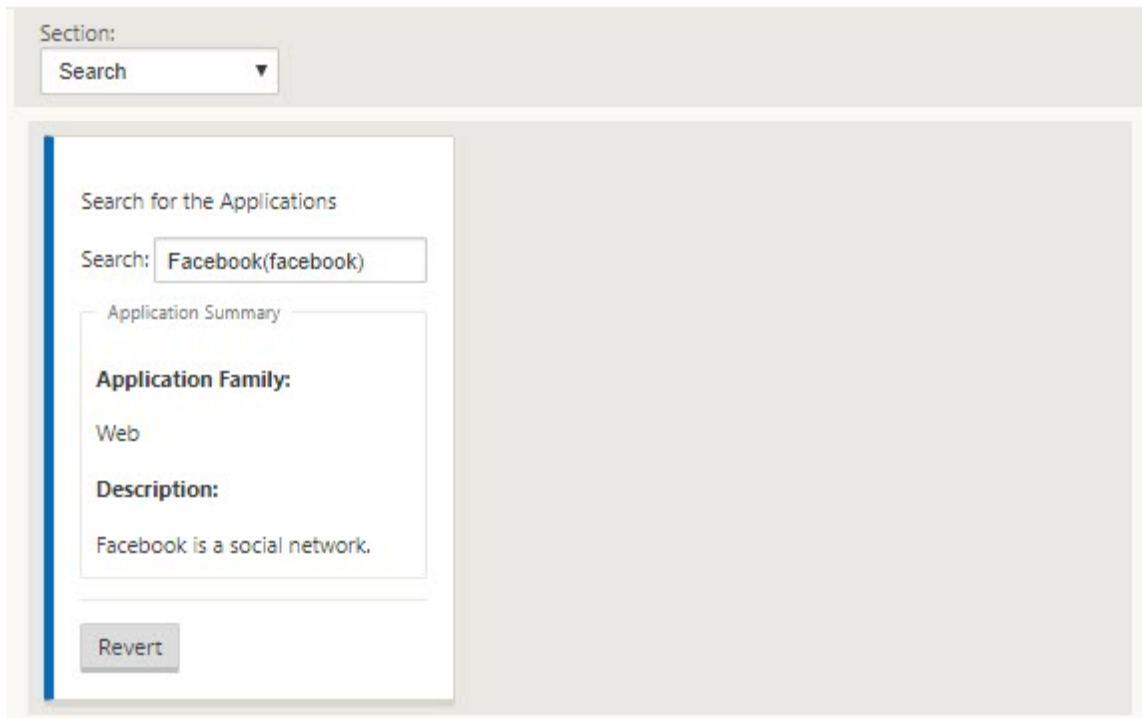 Section:
Search
Search for the Applications
Search: Facebook(facebook)
Application Summary
Application Family:
Web
Description:
Facebook is a social network.
Revert